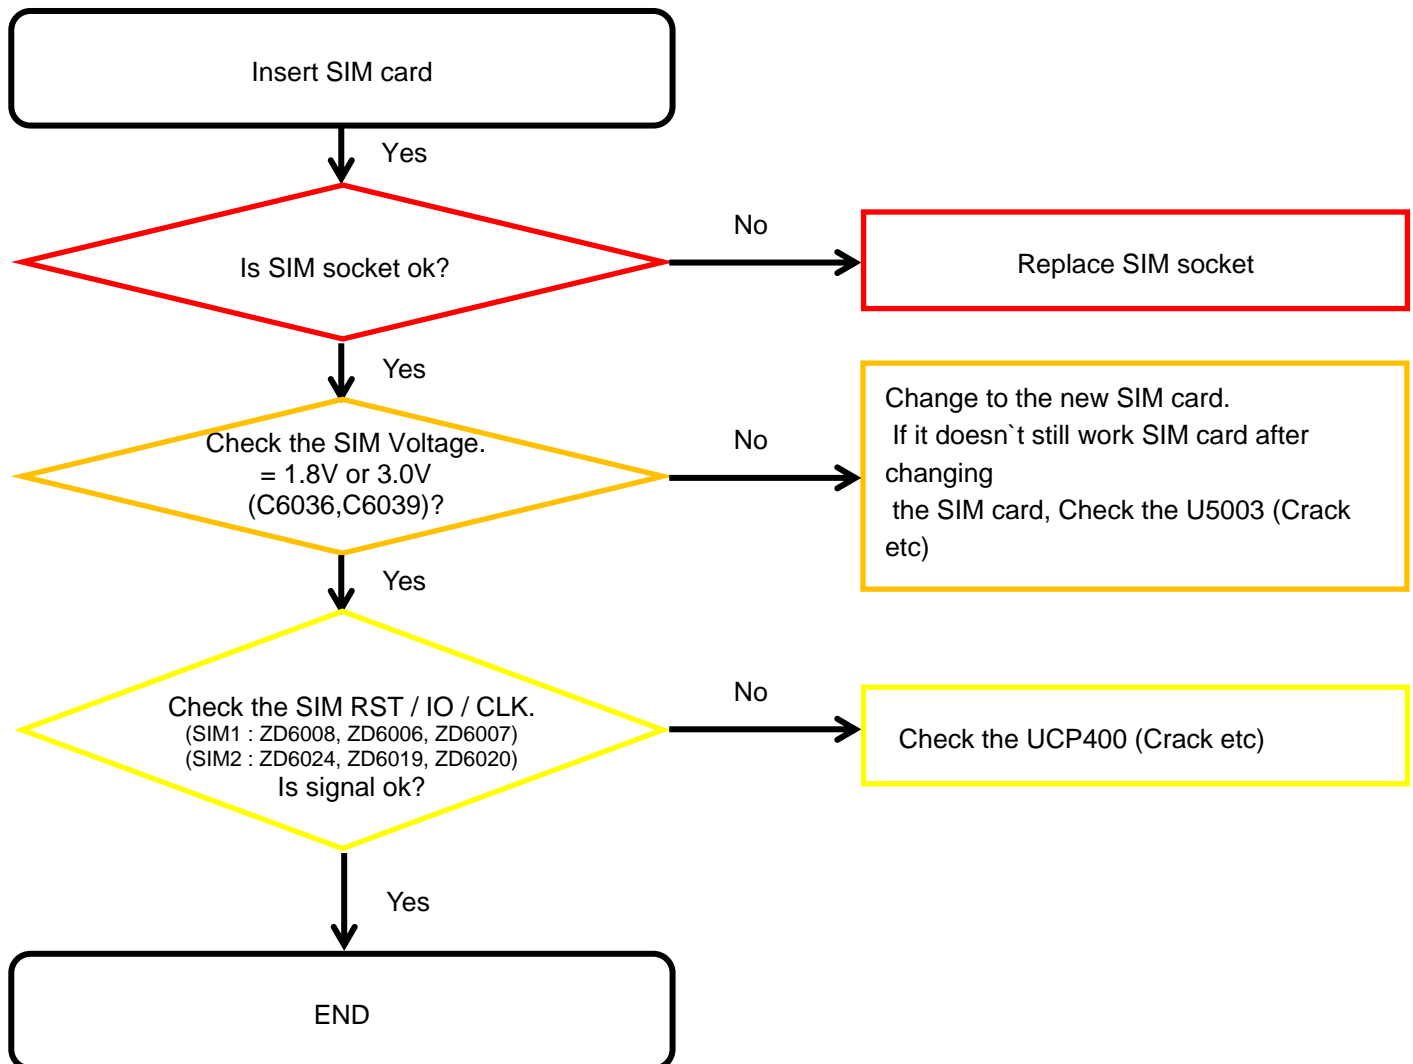 Insert SIM card
Yes
Is SIM socket ok?
No
Replace SIM socket
Yes
Check the SIM Voltage.
= 1.8V or 3.0V
(C6036,C6039)?
No
Change to the new SIM card.
If it doesn`t still work SIM card after
changing
the SIM card, Check the U5003 (Crack
etc)
Yes
Check the SIM RST / IO / CLK.
(SIM1 : ZD6008, ZD6006, ZD6007)
(SIM2 : ZD6024, ZD6019, ZD6020)
Is signal ok?
No
Check the UCP400 (Crack etc)
Yes
END